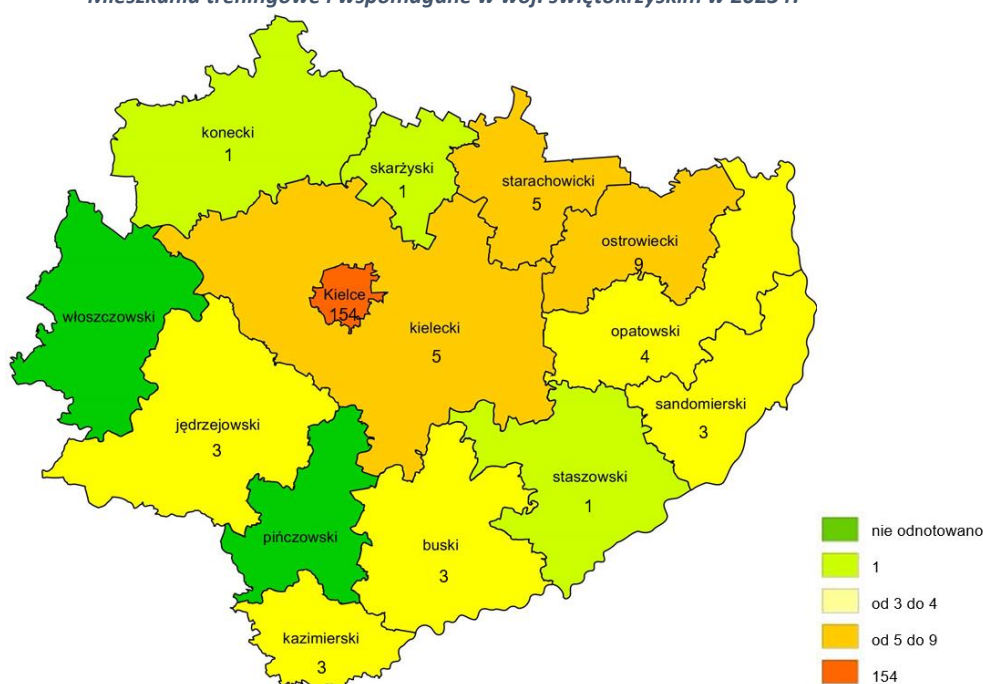 Mieszkania treningowe i wspomagane w woj. świętokrzyskim w 2023 r.
konecki
1
skarżyski
1
starachowicki
5
ostrowiecki
9
Kielce
154
włoszczowski
kielecki
5
opatowski
4
sandomierski
3
jędrzejowski
3
staszowski
1
pińczowski
buski
3
kazimierski
3
nie odnotowano
1
od 3 do 4
od 5 do 9
154